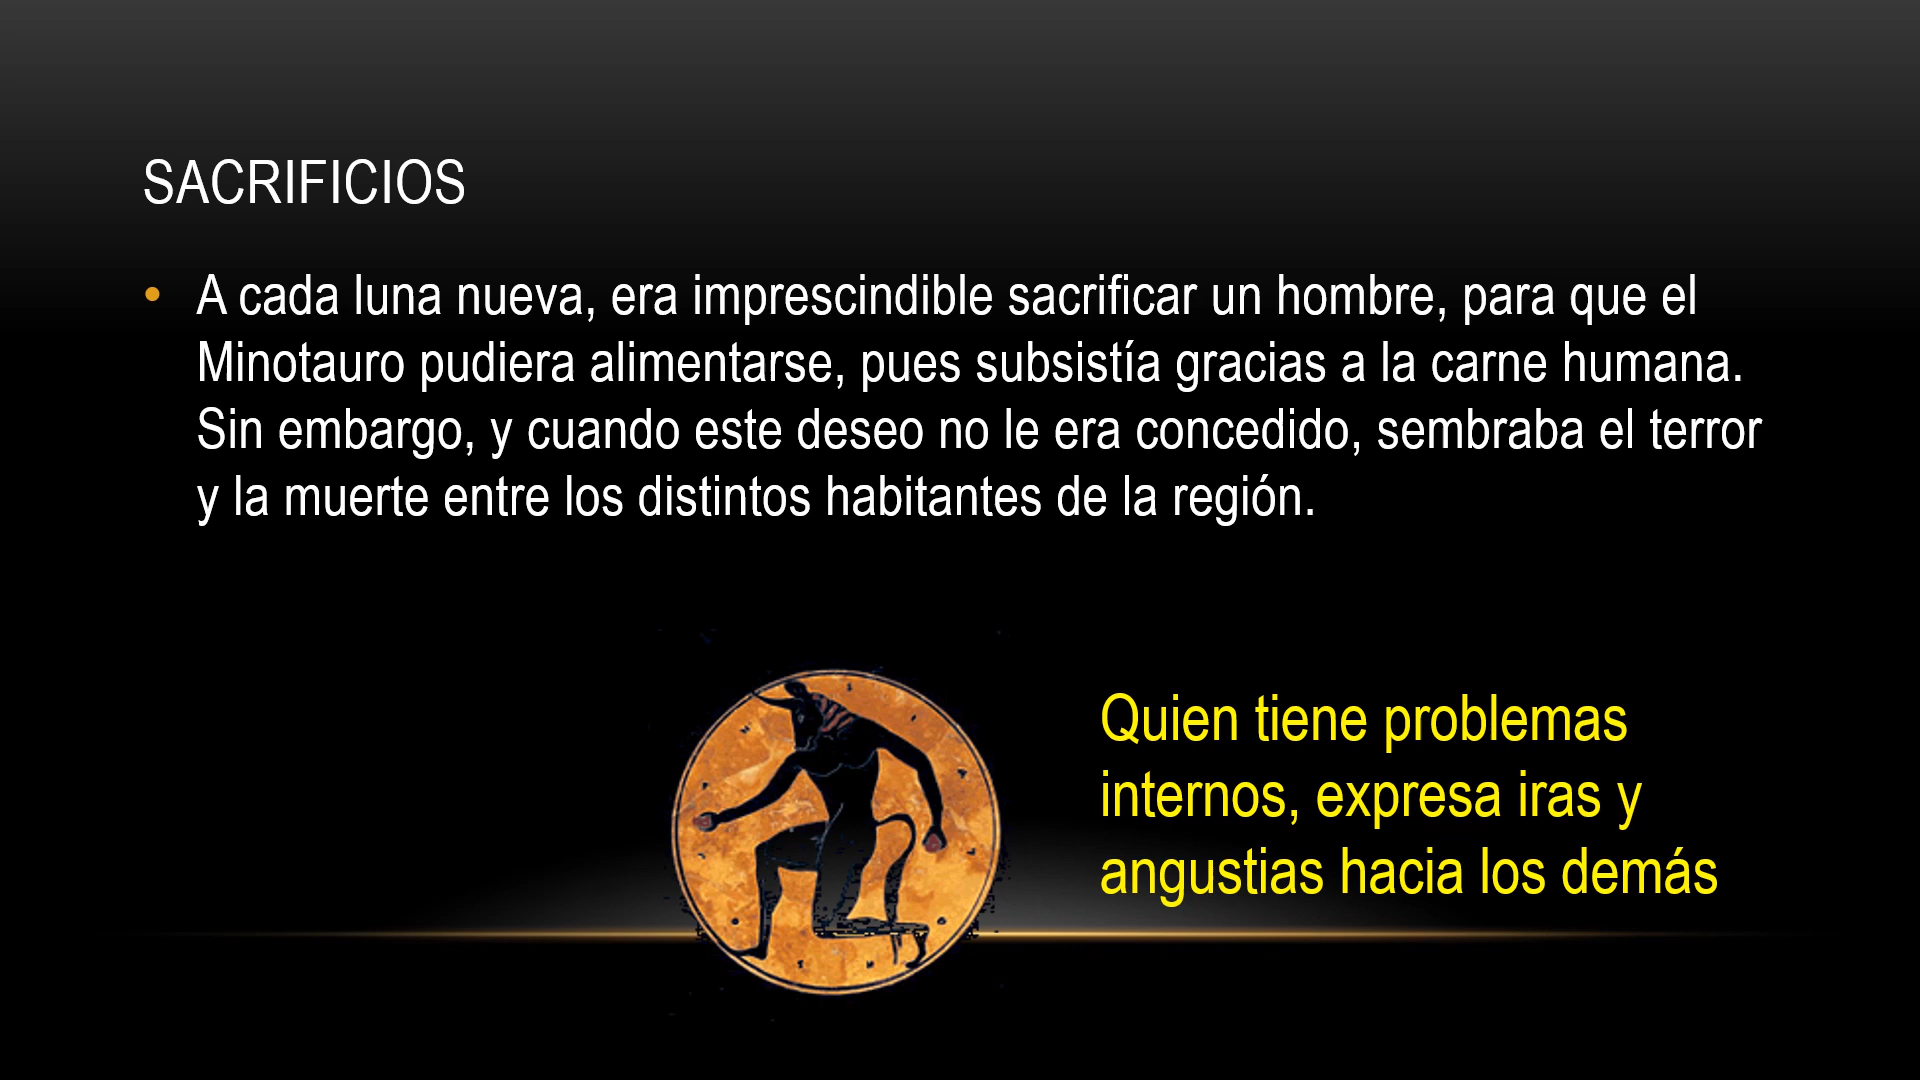 SACRIFICIOS
• A cada luna nueva, era imprescindible sacrificar un hombre, para que el
Minotauro pudiera alimentarse, pues subsistía gracias a la carne humana.
Sin embargo, y cuando este deseo no le era concedido, sembraba el terror
y la muerte entre los distintos habitantes de la región.
Quien tiene problemas
internos, expresa iras y
angustias hacia los demás